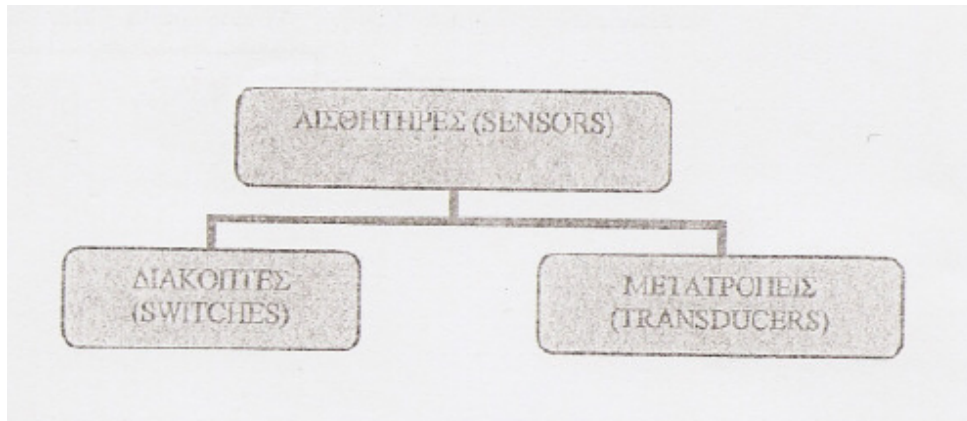 ΑΙΣΘΗΤΗΡΕΣ (SENSORS)
ΔΙΑΚΟΠΤΕΣ
(SWITCHES)
ΜΕΤΑΤΡΟΠΕΙΣ
(TRANSDUCERS)